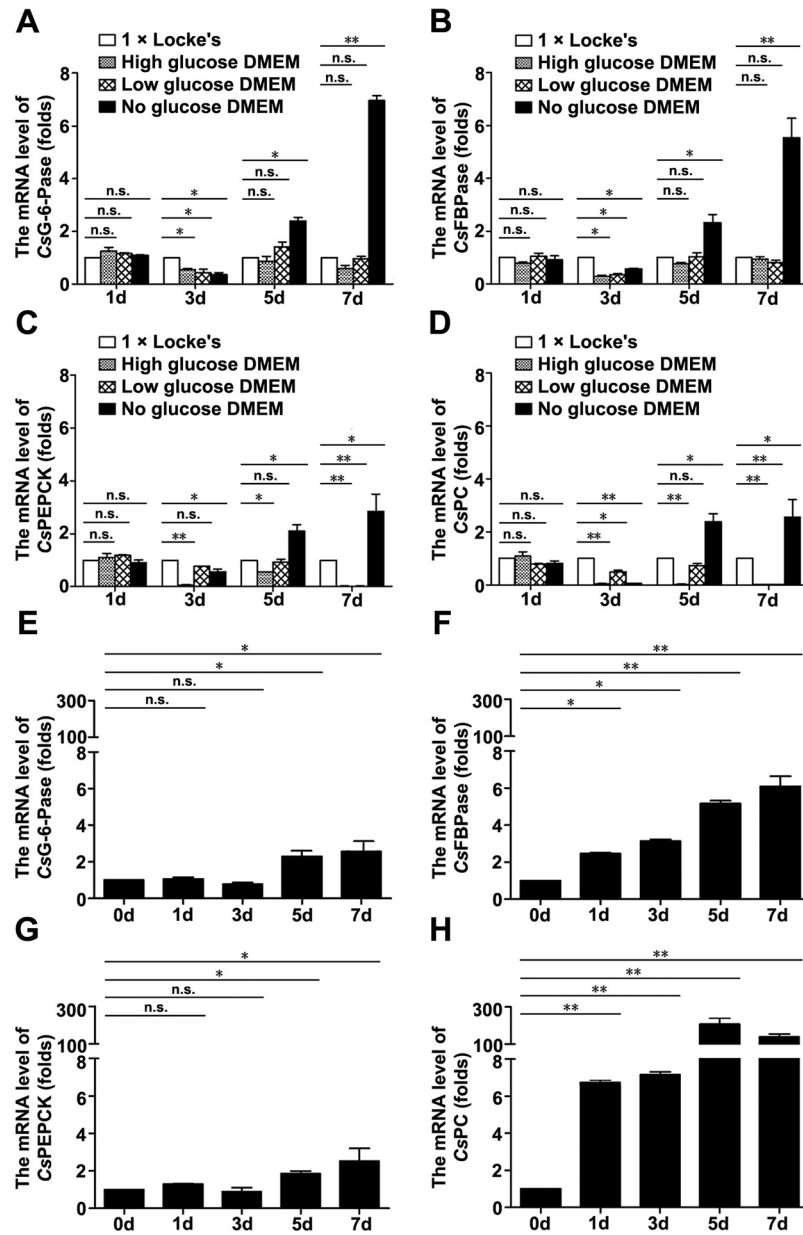 A
1 × Locke's
High glucose DMEM
Low glucose DMEM
No glucose DMEM
The mRNA level of
CsG-6-Pase (folds)
8
6
4
2
0
n.s.
n.s.
n.s.
*
*
*
*
n.s.
n.s.
**
n.s.
n.s.
1d 3d 5d 7d
B
1 × Locke's
High glucose DMEM
Low glucose DMEM
No glucose DMEM
The mRNA level of
CsFBPase (folds)
8
6
4
2
0
n.s.
n.s.
n.s.
*
*
*
*
n.s.
n.s.
**
n.s.
n.s.
1d 3d 5d 7d
C
1 × Locke's
High glucose DMEM
Low glucose DMEM
No glucose DMEM
The mRNA level of
CsPEPCK (folds)
8
6
4
2
0
n.s.
n.s.
n.s.
*
n.s.
**
*
n.s.
*
*
**
**
1d 3d 5d 7d
D
1 × Locke's
High glucose DMEM
Low glucose DMEM
No glucose DMEM
The mRNA level of
CsPC (folds)
8
6
4
2
0
n.s.
n.s.
n.s.
**
*
**
*
n.s.
**
*
**
**
1d 3d 5d 7d
E
The mRNA level of
CsG-6-Pase (folds)
300
100
8
6
4
2
0
*
*
n.s.
n.s.
0d 1d 3d 5d 7d
F
The mRNA level of
CsFBPase (folds)
300
100
8
6
4
2
0
**
**
*
*
0d 1d 3d 5d 7d
G
The mRNA level of
CsPEPCK (folds)
300
100
8
6
4
2
0
*
*
n.s.
n.s.
0d 1d 3d 5d 7d
H
The mRNA level of
CsPC (folds)
300
100
8
6
4
2
0
**
**
**
**
0d 1d 3d 5d 7d